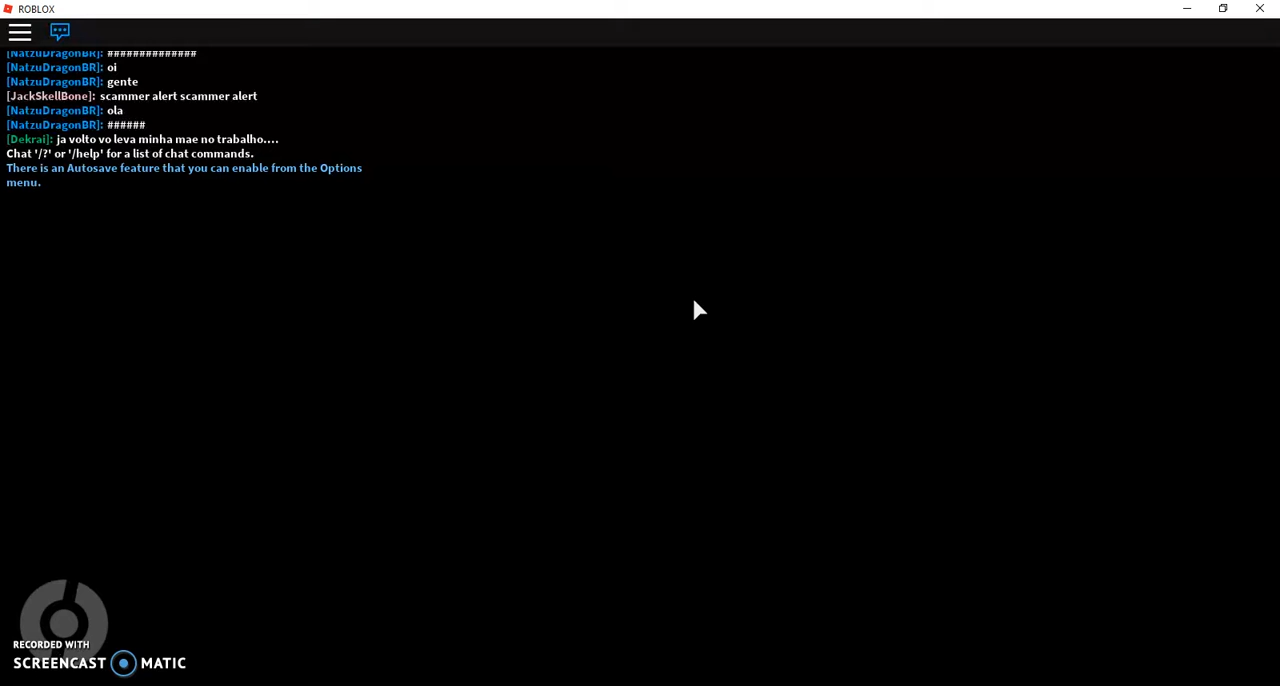 ROBLOX
[NatzuDragonBR]: ##############
[NatzuDragonBR]: oi
[NatzuDragonBR]: gente
[JackSkellBone]: scammer alert scammer alert
[NatzuDragonBR]: ola
[NatzuDragonBR]: ######
[Dekrai]: ja volto vo leva minha mae no trabalho....
Chat '/?' or '/help' for a list of chat commands.
There is an Autosave feature that you can enable from the Options
menu.
RECORDED WITH
SCREENCAST MATIC